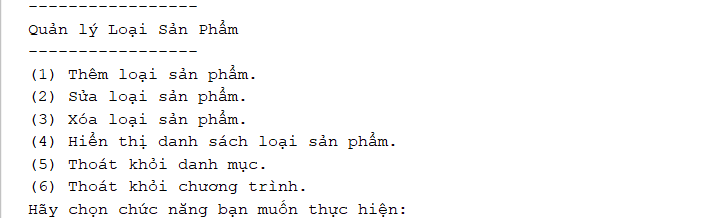 -----------------
Quản lý Loại Sản Phẩm
-----------------
(1) Thêm loại sản phẩm.
(2) Sửa loại sản phẩm.
(3) Xóa loại sản phẩm.
(4) Hiển thị danh sách loại sản phẩm.
(5) Thoát khỏi danh mục.
(6) Thoát khỏi chương trình.
Hãy chọn chức năng bạn muốn thực hiện: